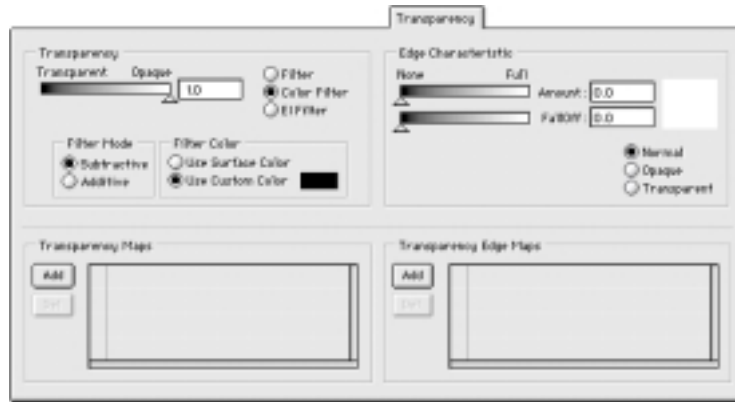 Transparency
Transparency
Transparent Opaque
1.0
Filter
Color Filter
EI Filter
Filter Mode
Subtractive
Additive
Filter Color
Use Surface Color
Use Custom Color
Edge Characteristic
None Full
Amount: 0.0
Falloff: 0.0
Normal
Opaque
Transparent
Transparency Maps
Add
Del
Transparency Edge Maps
Add
Del